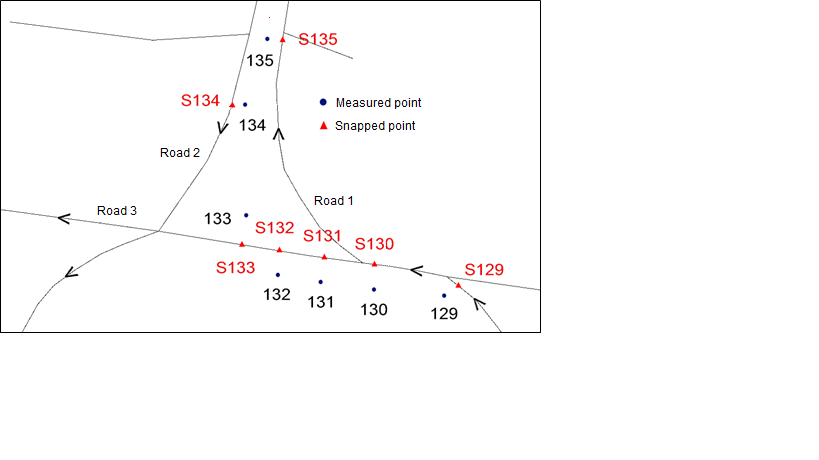 S135
135
S134
Measured point
134
Snapped point
Road 2
Road 1
Road 3
133
S132
S131
S130
S133
S129
132
131
130
129